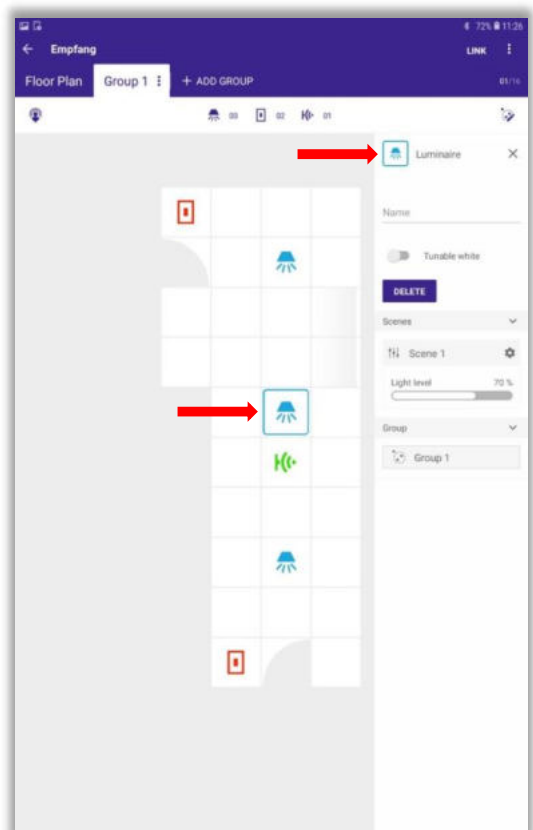 72% 11:26
Empfang LINK
Floor Plan Group 1 + ADD GROUP 01/16
03 02 01
Luminaire
Name
Tunable white
DELETE
Scenes
Scene 1
Light level 70 %
Group
Group 1